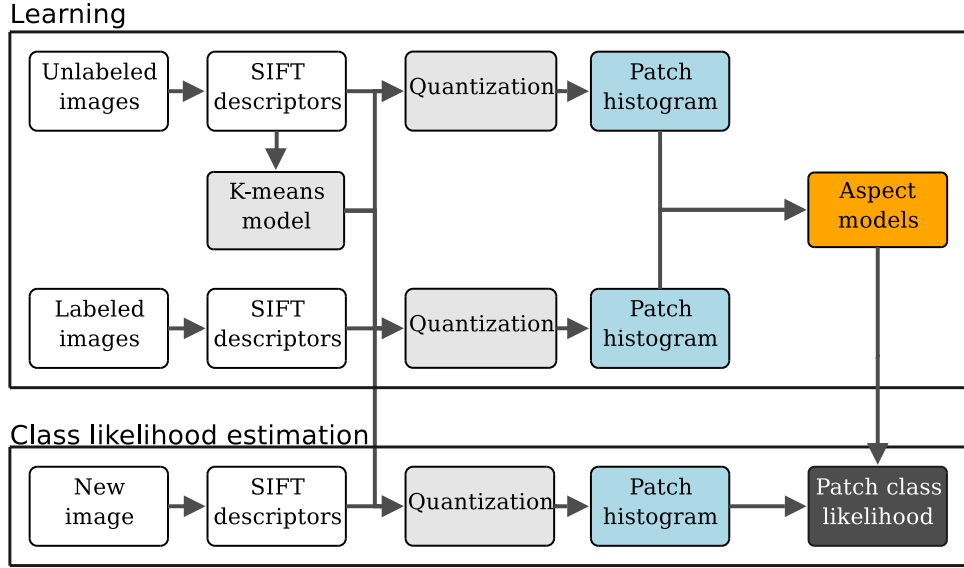 Learning
Unlabeled
images
SIFT
descriptors
Quantization
Patch
histogram
K-means
model
Aspect
models
Labeled
images
SIFT
descriptors
Quantization
Patch
histogram
Class likelihood estimation
New
image
SIFT
descriptors
Quantization
Patch
histogram
Patch class
likelihood